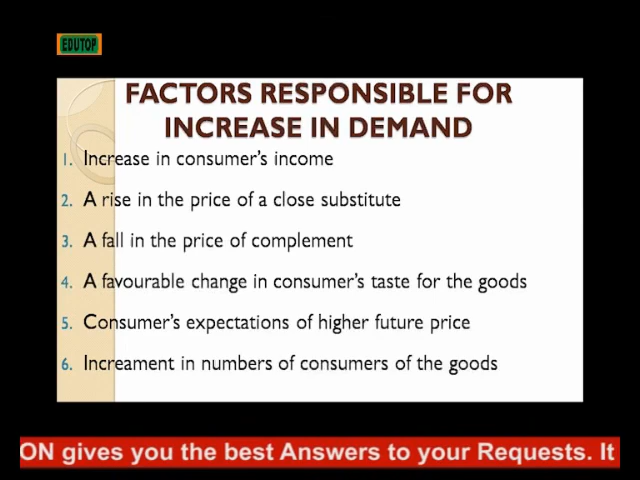 EDUTOP
FACTORS RESPONSIBLE FOR
INCREASE IN DEMAND
1. Increase in consumer's income
2. A rise in the price of a close substitute
3. A fall in the price of complement
4. A favourable change in consumer's taste for the goods
5. Consumer's expectations of higher future price
6. Increament in numbers of consumers of the goods
ON gives you the best Answers to your Requests. It